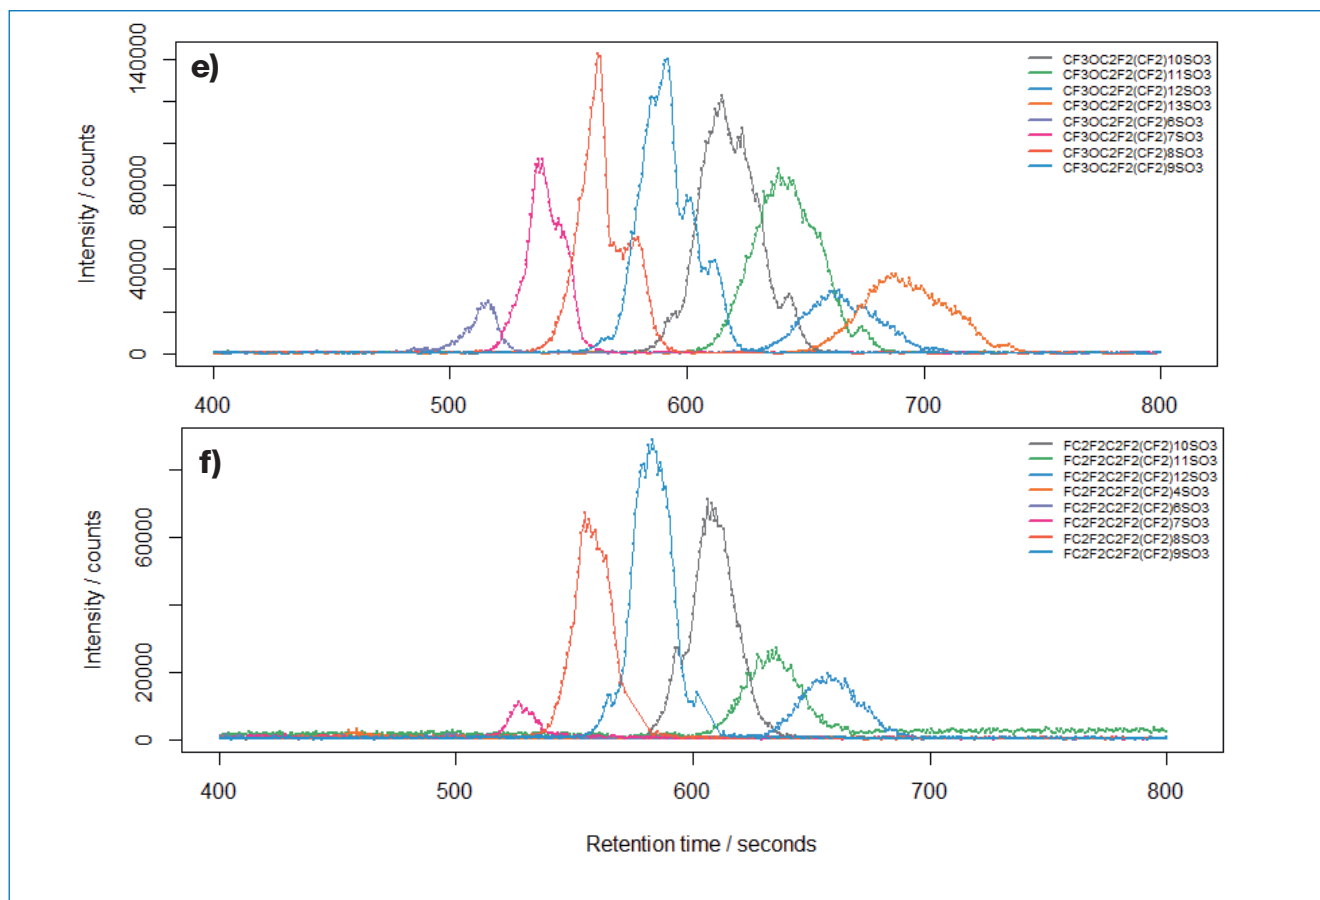 e)
CF3OC2F2(CF2)10SO3
CF3OC2F2(CF2)11SO3
CF3OC2F2(CF2)12SO3
CF3OC2F2(CF2)13SO3
CF3OC2F2(CF2)6SO3
CF3OC2F2(CF2)7SO3
CF3OC2F2(CF2)8SO3
CF3OC2F2(CF2)9SO3
Intensity / counts
140000
80000
40000
0
400 500 600 700 800
f)
FC2F2C2F2(CF2)10SO3
FC2F2C2F2(CF2)11SO3
FC2F2C2F2(CF2)12SO3
FC2F2C2F2(CF2)4SO3
FC2F2C2F2(CF2)6SO3
FC2F2C2F2(CF2)7SO3
FC2F2C2F2(CF2)8SO3
FC2F2C2F2(CF2)9SO3
Intensity / counts
60000
20000
0
400 500 600 700 800
Retention time / seconds